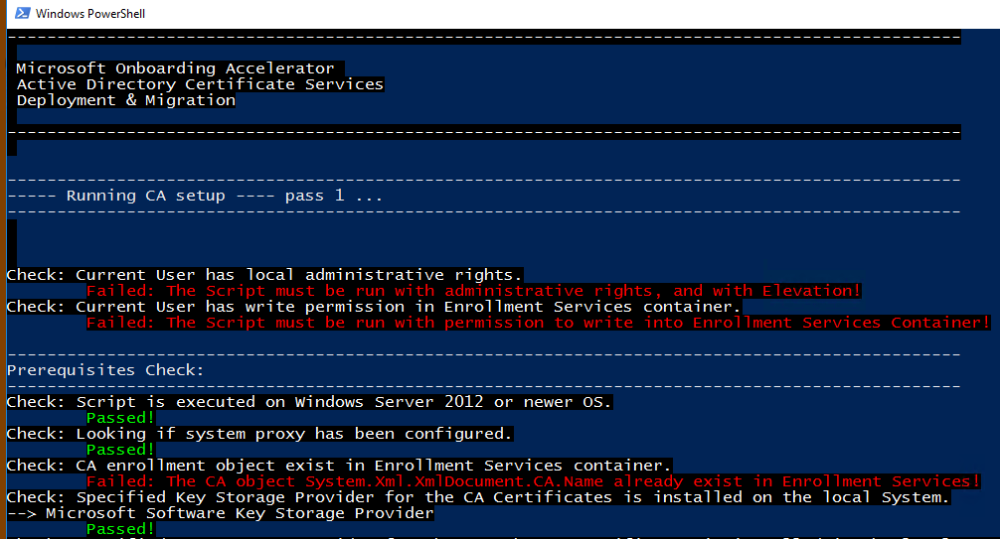 Windows PowerShell
------------------------------------------------------------------------------------------------
Microsoft Onboarding Accelerator
Active Directory Certificate Services
Deployment & Migration
------------------------------------------------------------------------------------------------
------------------------------------------------------------------------------------------------
----- Running CA setup ---- pass 1 ...
------------------------------------------------------------------------------------------------
Check: Current User has local administrative rights.
Failed: The Script must be run with administrative rights, and with Elevation!
Check: Current User has write permission in Enrollment Services container.
Failed: The Script must be run with permission to write into Enrollment Services Container!
------------------------------------------------------------------------------------------------
Prerequisites Check:
------------------------------------------------------------------------------------------------
Check: Script is executed on Windows Server 2012 or newer OS.
Passed!
Check: Looking if system proxy has been configured.
Passed!
Check: CA enrollment object exist in Enrollment Services container.
Failed: The CA object System.Xml.XmlDocument.CA.Name already exist in Enrollment Services!
Check: Specified Key Storage Provider for the CA Certificates is installed on the local System.
--> Microsoft Software Key Storage Provider
Passed!